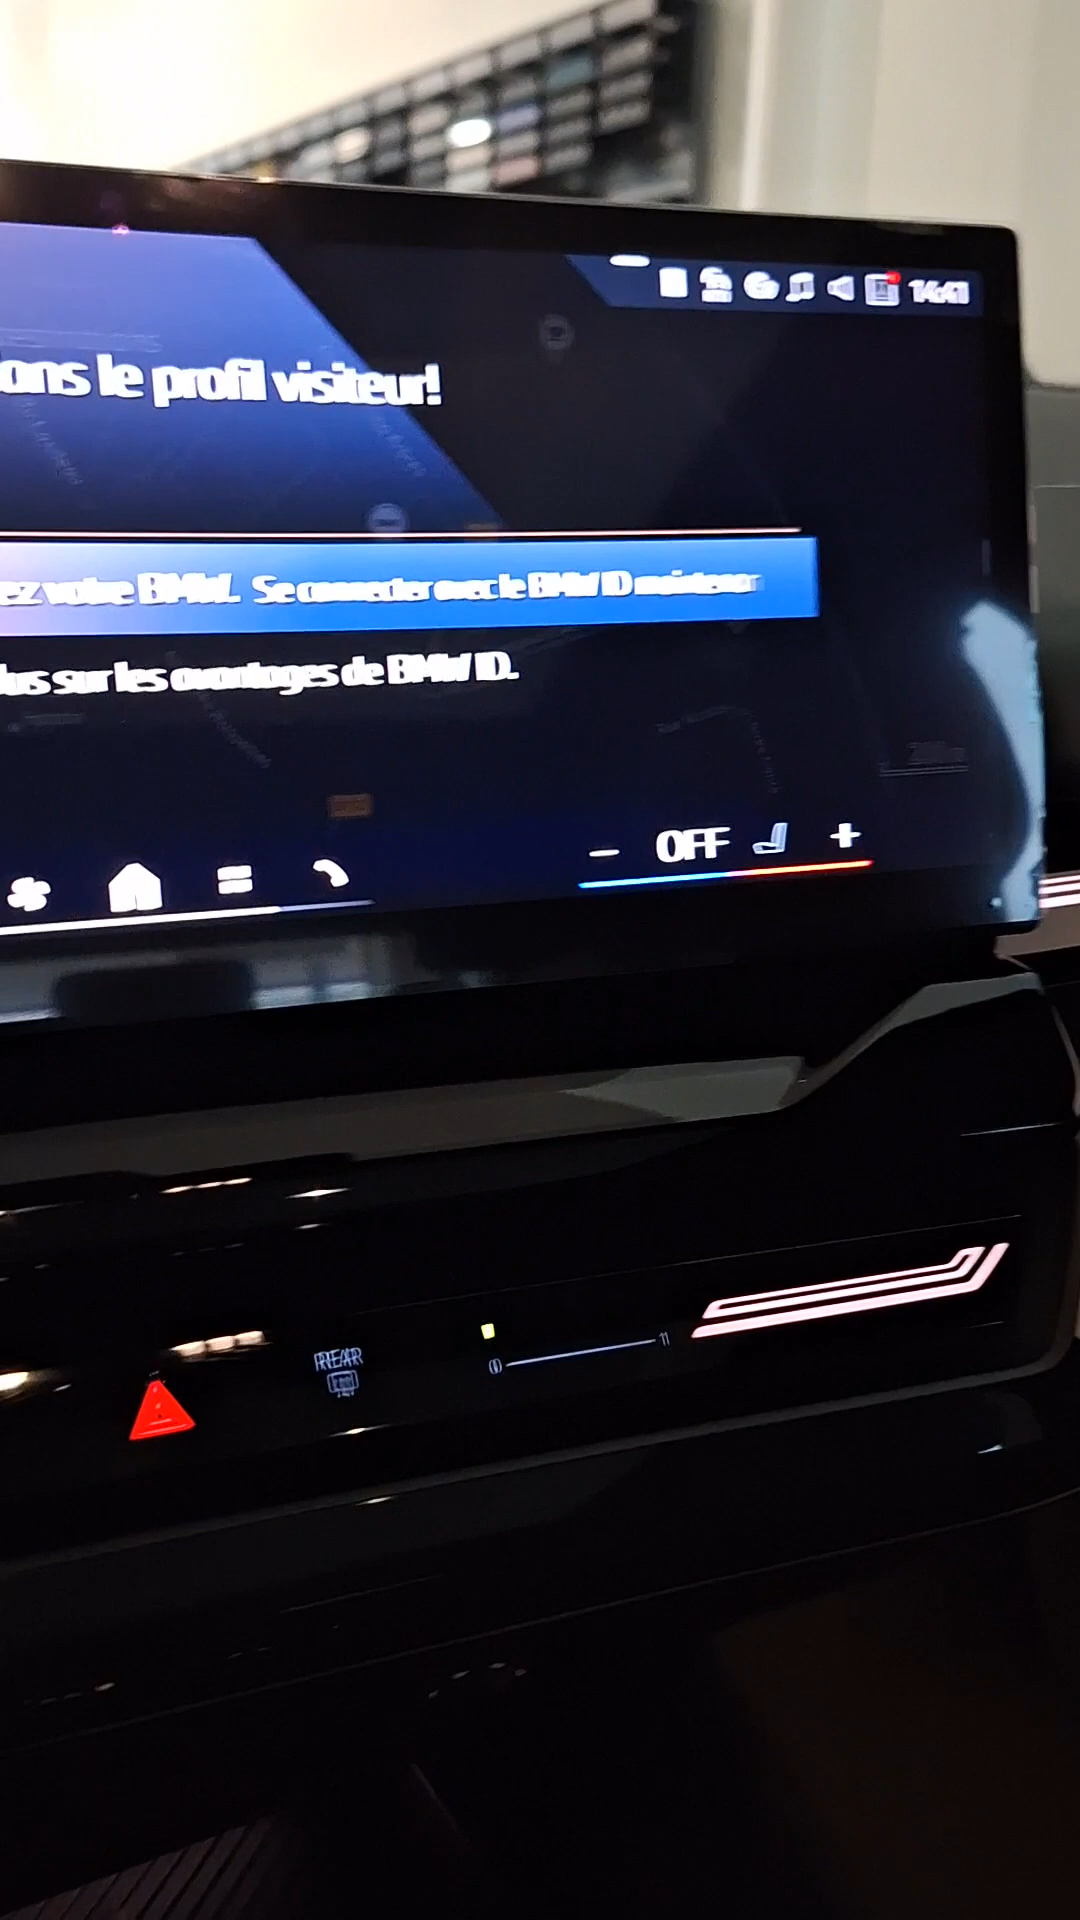 14:41
ons le profil visiteur!
ez votre BMW. Se connecter avec le BMW ID maintenan
lus sur les avantages de BMW ID.
− OFF +
REAR